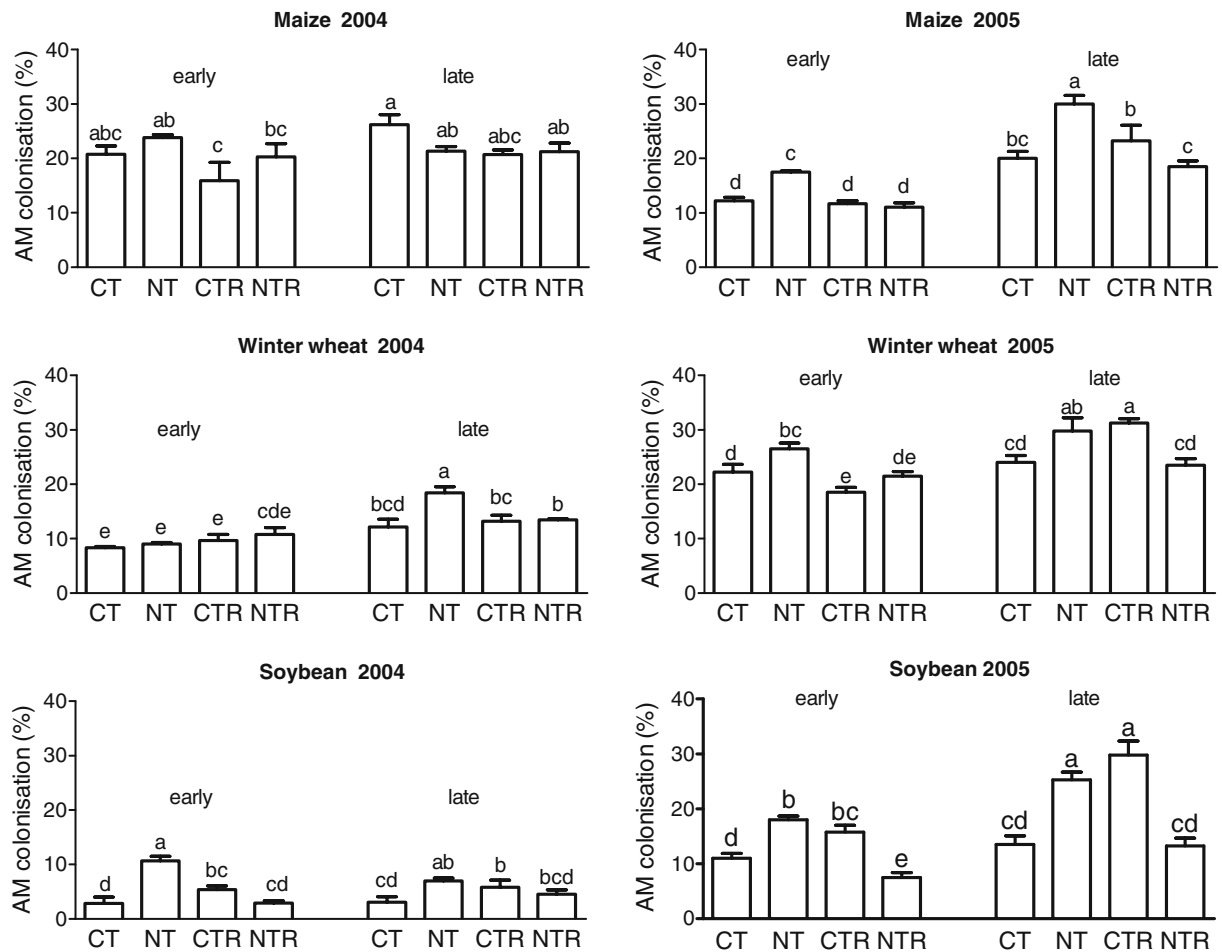 Maize 2004
AM colonisation (%)
40
30
20
10
0
early
late
abc
ab
c
bc
a
ab
abc
ab
CT NT CTR NTR
CT NT CTR NTR
Maize 2005
AM colonisation (%)
40
30
20
10
0
early
late
d
c
d
d
bc
a
b
c
CT NT CTR NTR
CT NT CTR NTR
Winter wheat 2004
AM colonisation (%)
40
30
20
10
0
early
late
e
e
e
cde
bcd
a
bc
b
CT NT CTR NTR
CT NT CTR NTR
Winter wheat 2005
AM colonisation (%)
40
30
20
10
0
early
late
d
bc
e
de
cd
ab
a
cd
CT NT CTR NTR
CT NT CTR NTR
Soybean 2004
AM colonisation (%)
40
30
20
10
0
early
late
d
a
bc
cd
cd
ab
b
bcd
CT NT CTR NTR
CT NT CTR NTR
Soybean 2005
AM colonisation (%)
40
30
20
10
0
early
late
d
b
bc
e
cd
a
a
cd
CT NT CTR NTR
CT NT CTR NTR